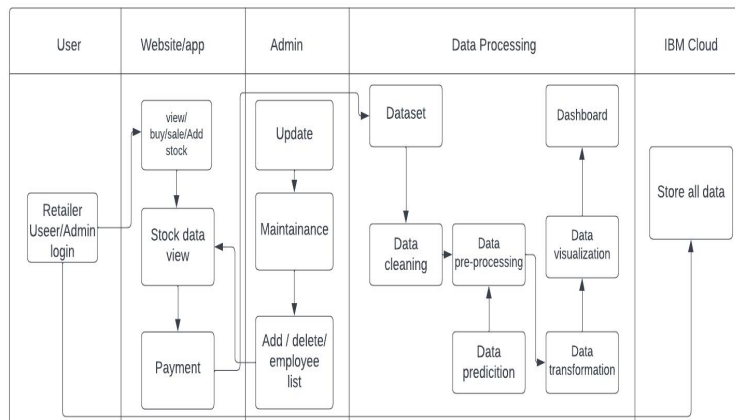 User
Website/app
Admin
Data Processing
IBM Cloud
Retailer
Useer/Admin
login
view/
buy/sale/Add
stock
Stock data
view
Payment
Update
Maintainance
Add / delete/
employee
list
Dataset
Data
cleaning
Data
pre-processing
Data
predicition
Dashboard
Data
visualization
Data
transformation
Store all data